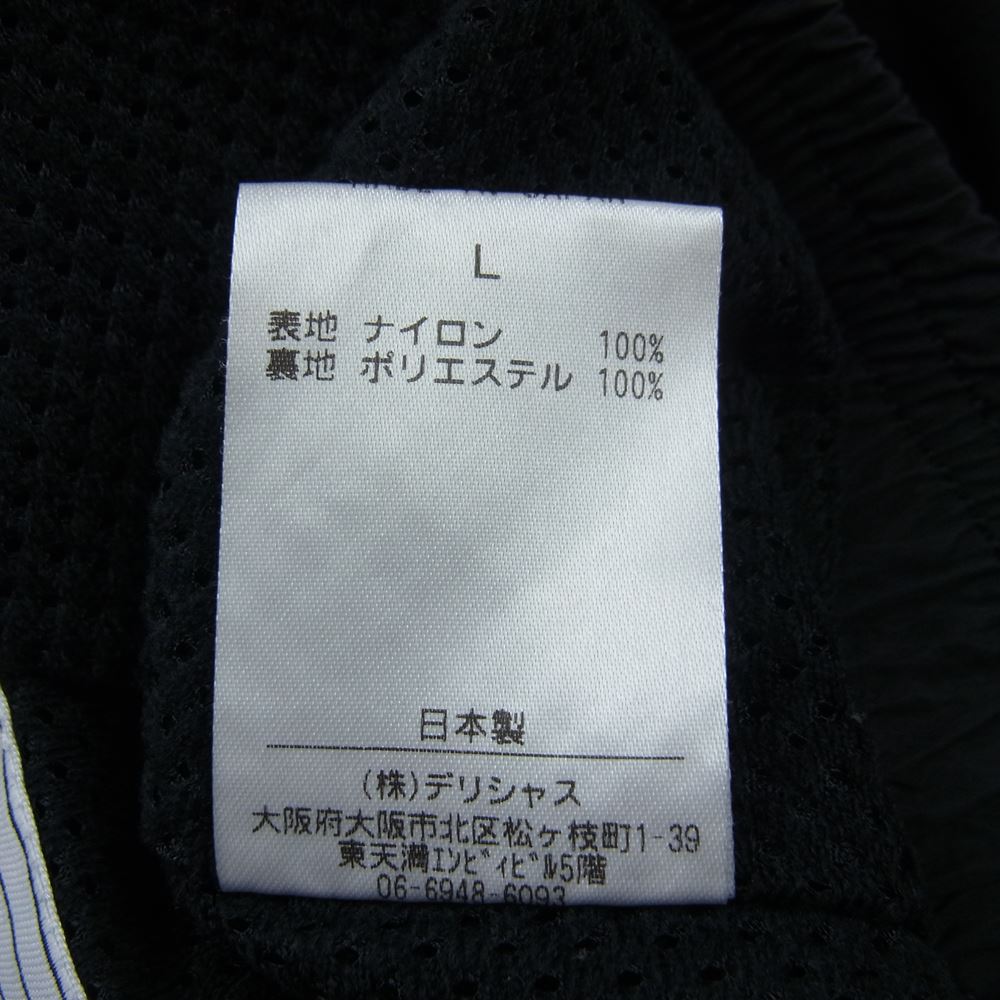 L
表地 ナイロン 100%
裏地 ポリエステル 100%
日本製
(株)デリシャス
大阪府大阪市北区松ヶ枝町1-39
東天満ｴﾝﾋﾞｨﾋﾞﾙ5階
06-6948-6093